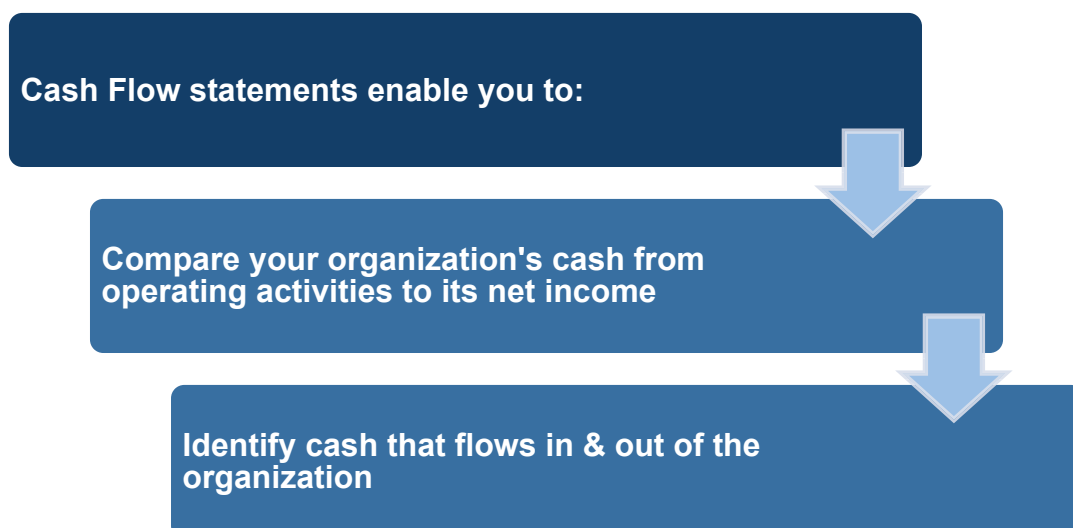 Cash Flow statements enable you to:
Compare your organization's cash from
operating activities to its net income
Identify cash that flows in & out of the
organization